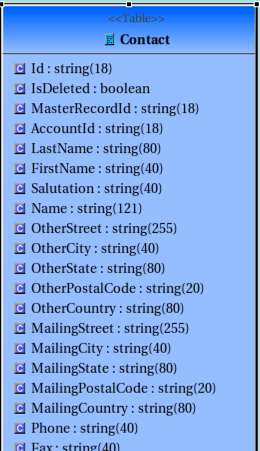 <<Table>>
Contact
Id : string(18)
IsDeleted : boolean
MasterRecordId : string(18)
AccountId : string(18)
LastName : string(80)
FirstName : string(40)
Salutation : string(40)
Name : string(121)
OtherStreet : string(255)
OtherCity : string(40)
OtherState : string(80)
OtherPostalCode : string(20)
OtherCountry : string(80)
MailingStreet : string(255)
MailingCity : string(40)
MailingState : string(80)
MailingPostalCode : string(20)
MailingCountry : string(80)
Phone : string(40)
Fax : string(40)